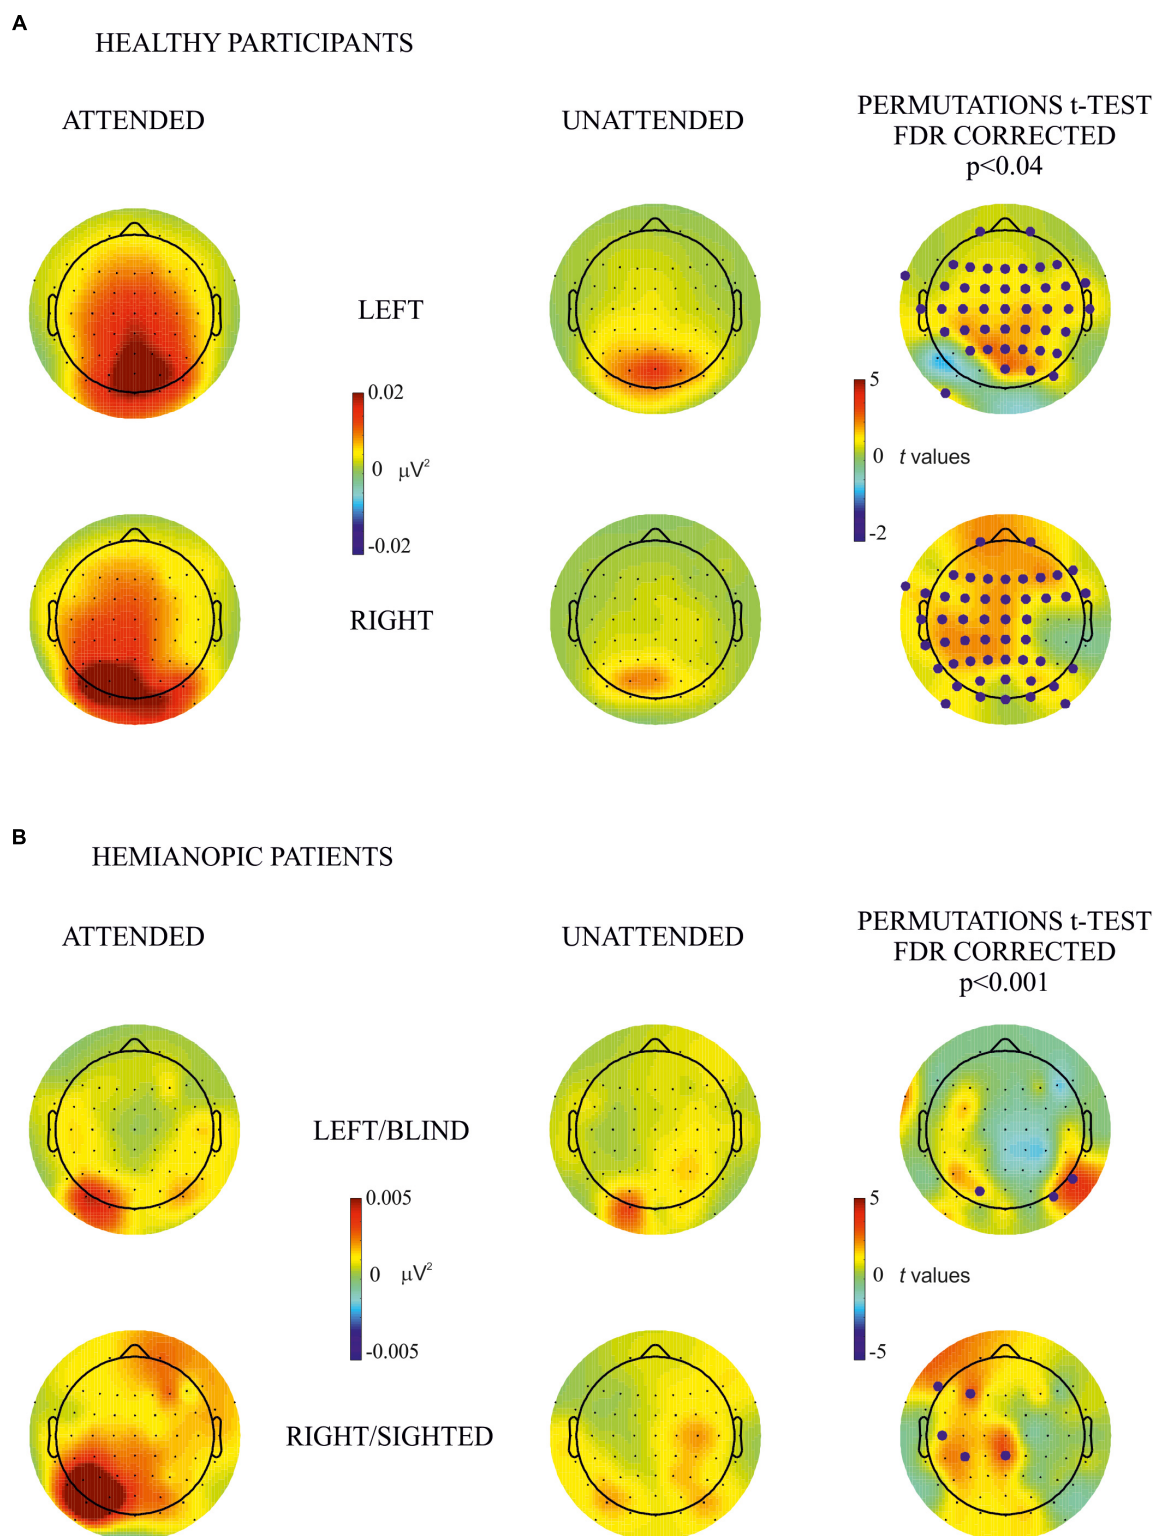 A
HEALTHY PARTICIPANTS
ATTENDED
UNATTENDED
PERMUTATIONS t-TEST
FDR CORRECTED
p<0.04
LEFT
0.02
0 μV²
-0.02
5
0 t values
-2
RIGHT
B
HEMIANOPIC PATIENTS
ATTENDED
UNATTENDED
PERMUTATIONS t-TEST
FDR CORRECTED
p<0.001
LEFT/BLIND
0.005
0 μV²
-0.005
5
0 t values
-5
RIGHT/SIGHTED